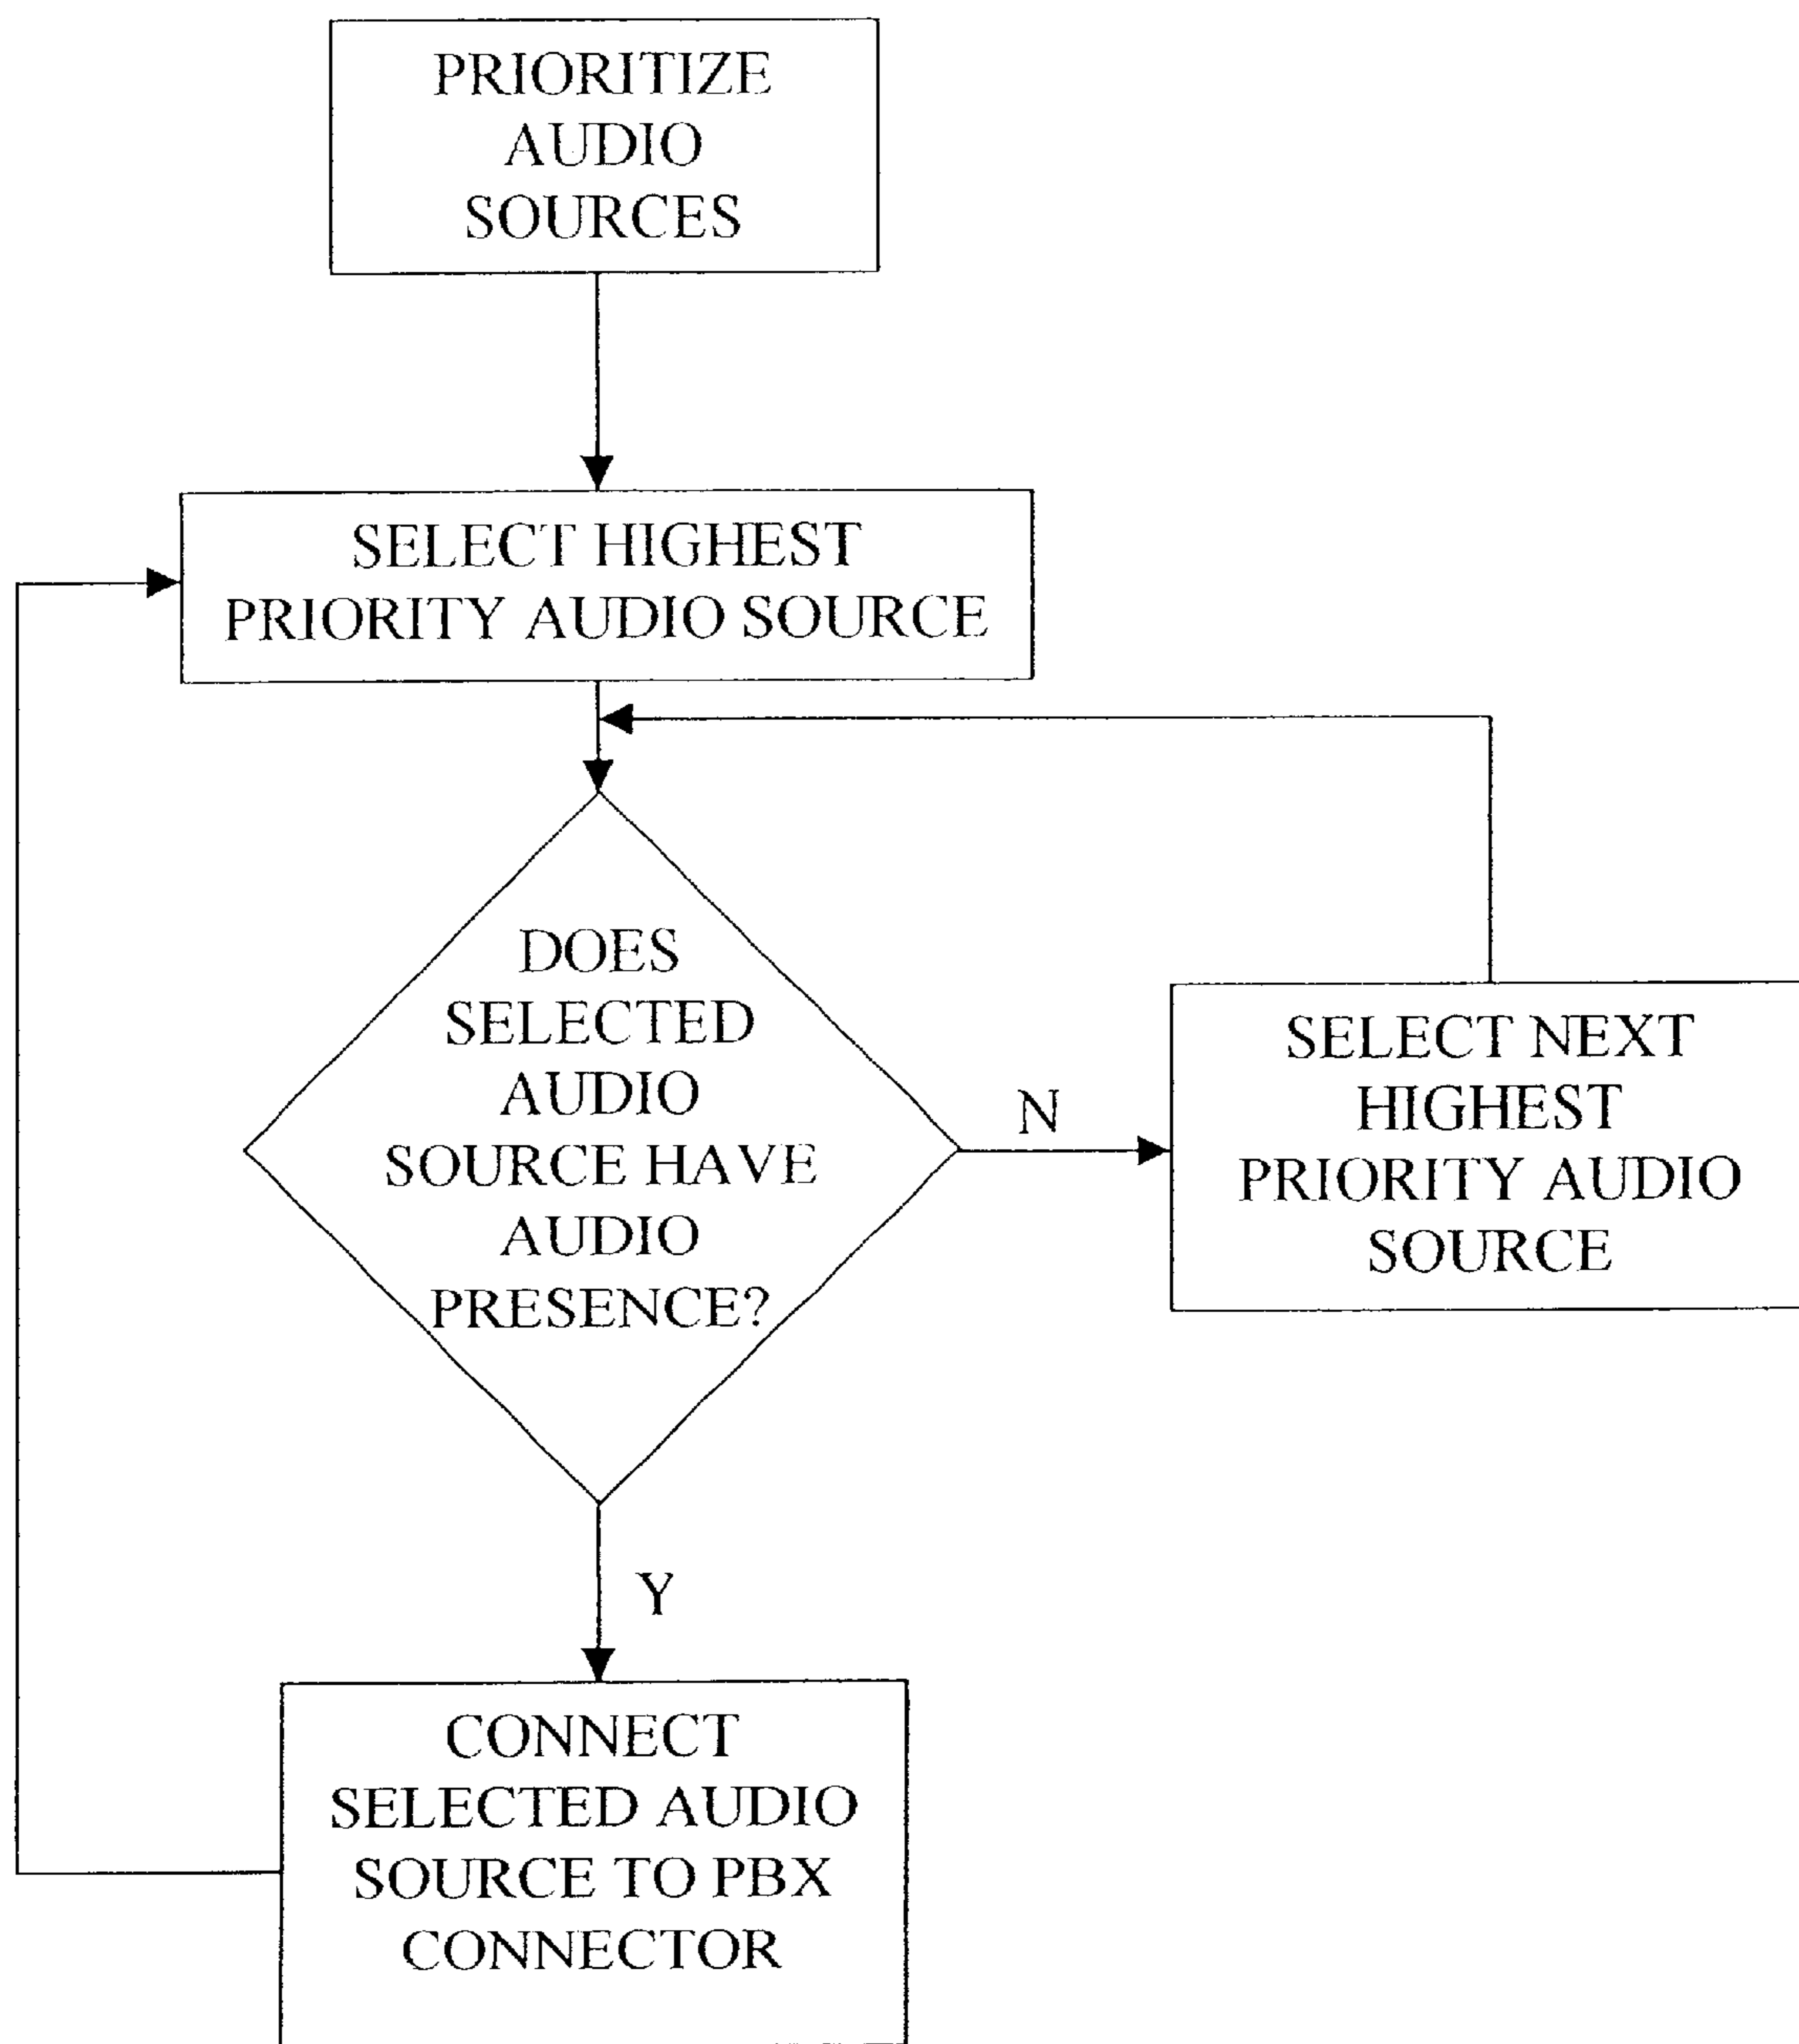 PRIORITIZE
AUDIO
SOURCES
SELECT HIGHEST
PRIORITY AUDIO SOURCE
DOES
SELECTED
AUDIO
SOURCE HAVE
AUDIO
PRESENCE?
N
SELECT NEXT
HIGHEST
PRIORITY AUDIO
SOURCE
Y
CONNECT
SELECTED AUDIO
SOURCE TO PBX
CONNECTOR